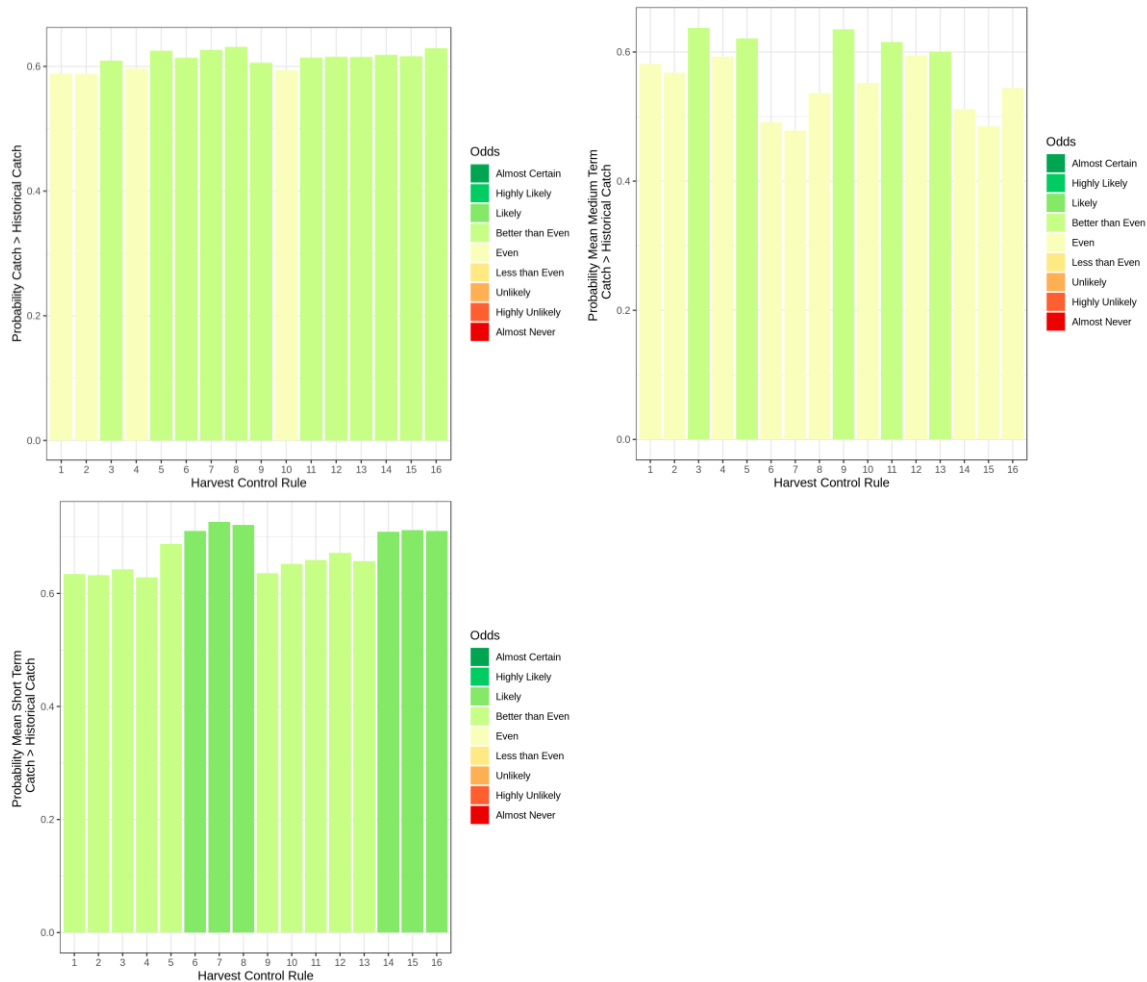 Probability Catch > Historical Catch
0.6
0.4
0.2
0.0
1 2 3 4 5 6 7 8 9 10 11 12 13 14 15 16
Harvest Control Rule
Odds
Almost Certain
Highly Likely
Likely
Better than Even
Even
Less than Even
Unlikely
Highly Unlikely
Almost Never
Probability Mean Medium Term
Catch > Historical Catch
0.6
0.4
0.2
0.0
1 2 3 4 5 6 7 8 9 10 11 12 13 14 15 16
Harvest Control Rule
Odds
Almost Certain
Highly Likely
Likely
Better than Even
Even
Less than Even
Unlikely
Highly Unlikely
Almost Never
Probability Mean Short Term
Catch > Historical Catch
0.6
0.4
0.2
0.0
1 2 3 4 5 6 7 8 9 10 11 12 13 14 15 16
Harvest Control Rule
Odds
Almost Certain
Highly Likely
Likely
Better than Even
Even
Less than Even
Unlikely
Highly Unlikely
Almost Never